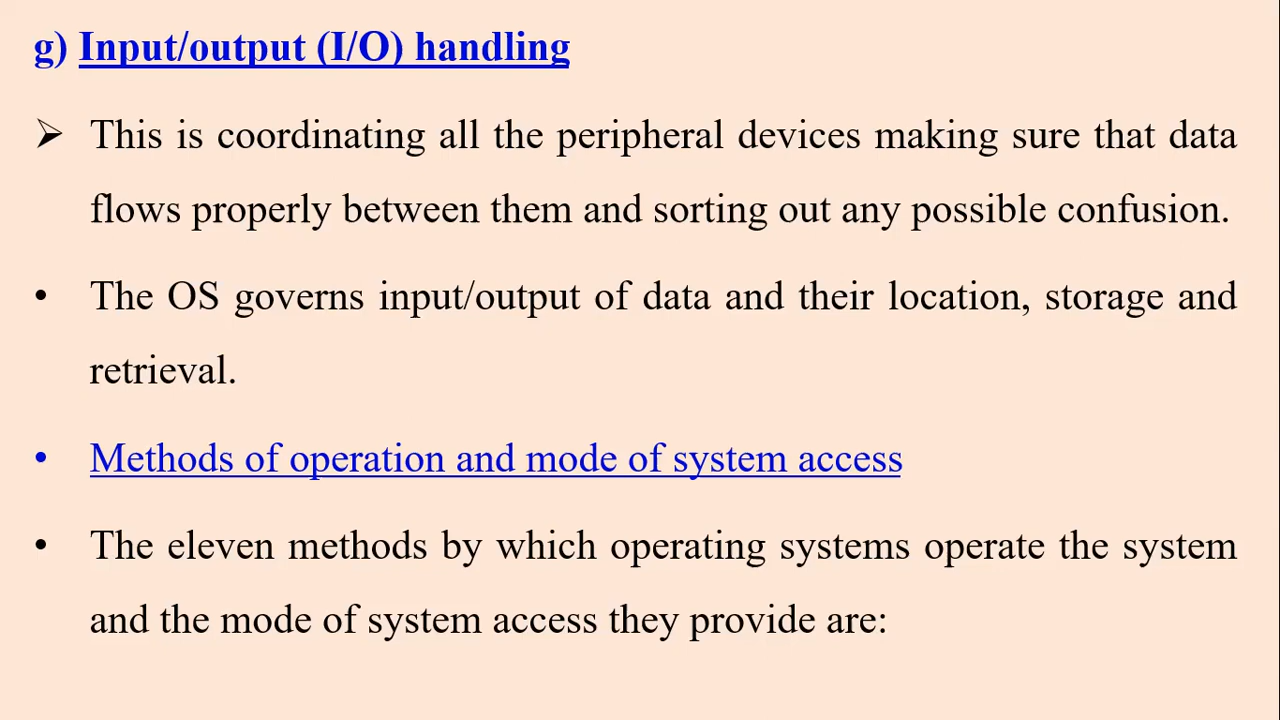 g) Input/output (I/O) handling
➢ This is coordinating all the peripheral devices making sure that data
flows properly between them and sorting out any possible confusion.
• The OS governs input/output of data and their location, storage and
retrieval.
• Methods of operation and mode of system access
• The eleven methods by which operating systems operate the system
and the mode of system access they provide are: